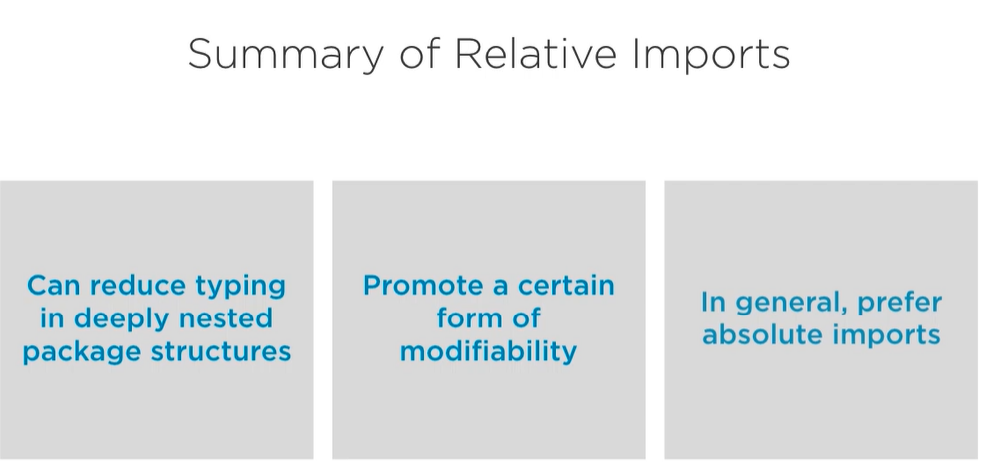 Summary of Relative Imports
Can reduce typing
in deeply nested
package structures
Promote a certain
form of
modifiability
In general, prefer
absolute imports